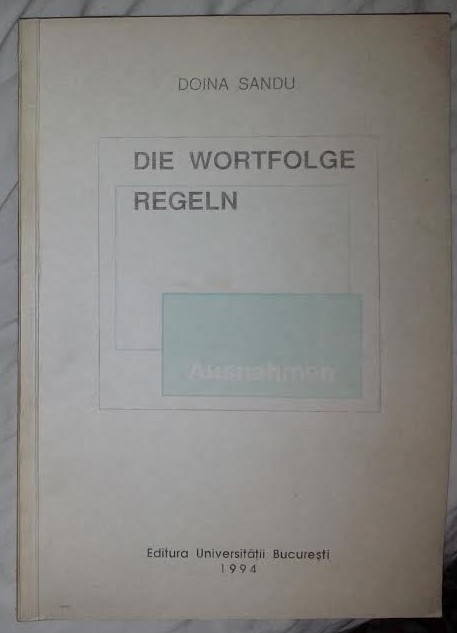 DOINA SANDU
DIE WORTFOLGE
REGELN
Ausnahmen
Editura Universității București
1994